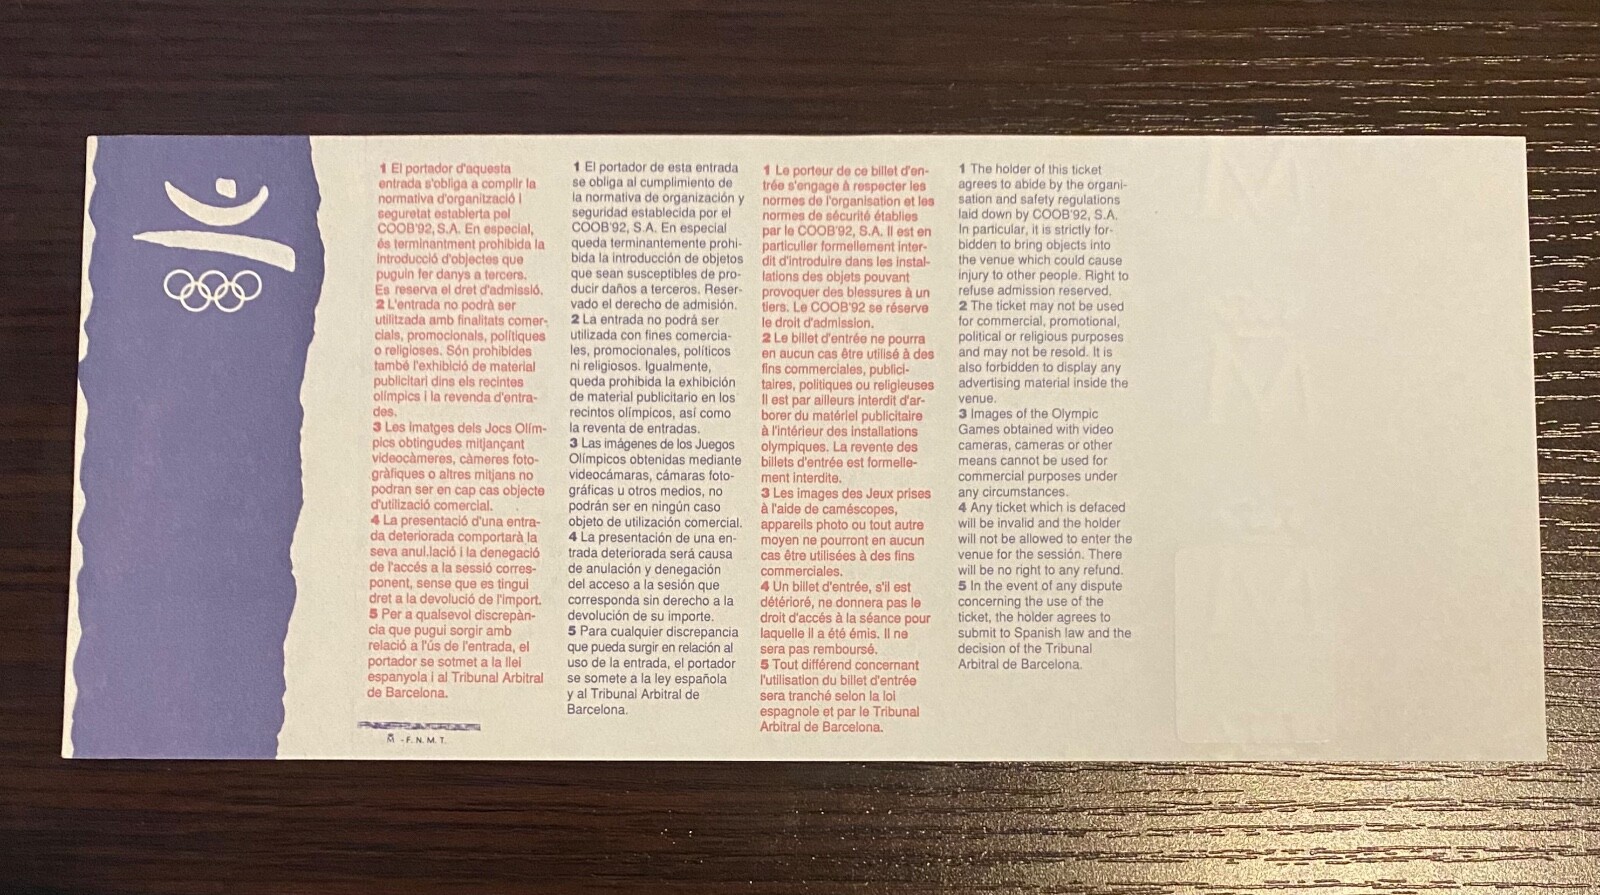 1 El portador d'aquesta
entrada s'obliga a complir la
normativa d'organització i
seguretat establerta pel
COOB'92, S.A. En especial,
és terminantment prohibida la
introducció d'objectes que
puguin fer danys a tercers.
Es reserva el dret d'admissió.
2 L'entrada no podrà ser
utilitzada amb finalitats comer-
cials, promocionals, polítiques
o religioses. Són prohibides
també l'exhibició de material
publicitari dins els recintes
olímpics i la revenda d'entra-
des.
3 Les imatges dels Jocs Olím-
pics obtingudes mitjançant
videocàmeres, càmeres foto-
gràfiques o altres mitjans no
podran ser en cap cas objecte
d'utilizació comercial.
4 La presentació d'una entra-
da deteriorada comportarà la
seva anul.lació i la denegació
de l'accés a la sessió corres-
ponent, sense que es tingui
dret a la devolució de l'import.
5 Per a qualsevol discrepàn-
cia que pugui sorgir amb
relació a l'ús de l'entrada, el
portador se sotmet a la llei
espanyola i al Tribunal Arbitral
de Barcelona.
M - F. N. M. T.
1 El portador de esta entrada
se obliga al cumplimiento de
la normativa de organización y
seguridad establecida por el
COOB'92, S.A. En especial
queda terminantemente prohi-
bida la introducción de objetos
que sean susceptibles de pro-
ducir daños a terceros. Reser-
vado el derecho de admisión.
2 La entrada no podrá ser
utilizada con fines comercia-
les, promocionales, políticos
ni religiosos. Igualmente,
queda prohibida la exhibición
de material publicitario en los
recintos olímpicos, así como
la reventa de entradas.
3 Las imágenes de los Juegos
Olímpicos obtenidas mediante
videocámaras, cámaras foto-
gráficas u otros medios, no
podrán ser en ningún caso
objeto de utilización comercial.
4 La presentación de una en-
trada deteriorada será causa
de anulación y denegación
del acceso a la sesión que
corresponda sin derecho a la
devolución de su importe.
5 Para cualquier discrepancia
que pueda surgir en relación al
uso de la entrada, el portador
se somete a la ley española
y al Tribunal Arbitral de
Barcelona.
1 Le porteur de ce billet d'en-
trée s'engage à respecter les
normes de l'organisation et les
normes de sécurité établies
par le COOB'92, S.A. Il est en
particulier formellement inter-
dit d'introduire dans les instal-
lations des objets pouvant
provoquer des blessures à un
tiers. Le COOB'92 se réserve
le droit d'admission.
2 Le billet d'entrée ne pourra
en aucun cas être utilisé à des
fins commerciales, publici-
taires, politiques ou religieuses
Il est par ailleurs interdit d'ar-
borer du matériel publicitaire
à l'intérieur des installations
olympiques. La revente des
billets d'entrée est formelle-
ment interdite.
3 Les images des Jeux prises
à l'aide de caméscopes,
appareils photo ou tout autre
moyen ne pourront en aucun
cas être utilisées à des fins
commerciales.
4 Un billet d'entrée, s'il est
détérioré, ne donnera pas le
droit d'accés à la séance pour
laquelle il a été émis. Il ne
sera pas remboursé.
5 Tout différend concernant
l'utilisation du billet d'entrée
sera tranché selon la loi
espagnole et par le Tribunal
Arbitral de Barcelona.
1 The holder of this ticket
agrees to abide by the organi-
sation and safety regulations
laid down by COOB'92, S.A.
In particular, it is strictly for-
bidden to bring objects into
the venue which could cause
injury to other people. Right to
refuse admission reserved.
2 The ticket may not be used
for commercial, promotional,
political or religious purposes
and may not be resold. It is
also forbidden to display any
advertising material inside the
venue.
3 Images of the Olympic
Games obtained with video
cameras, cameras or other
means cannot be used for
commercial purposes under
any circumstances.
4 Any ticket which is defaced
will be invalid and the holder
will not be allowed to enter the
venue for the sessión. There
will be no right to any refund.
5 In the event of any dispute
concerning the use of the
ticket, the holder agrees to
submit to Spanish law and the
decision of the Tribunal
Arbitral de Barcelona.